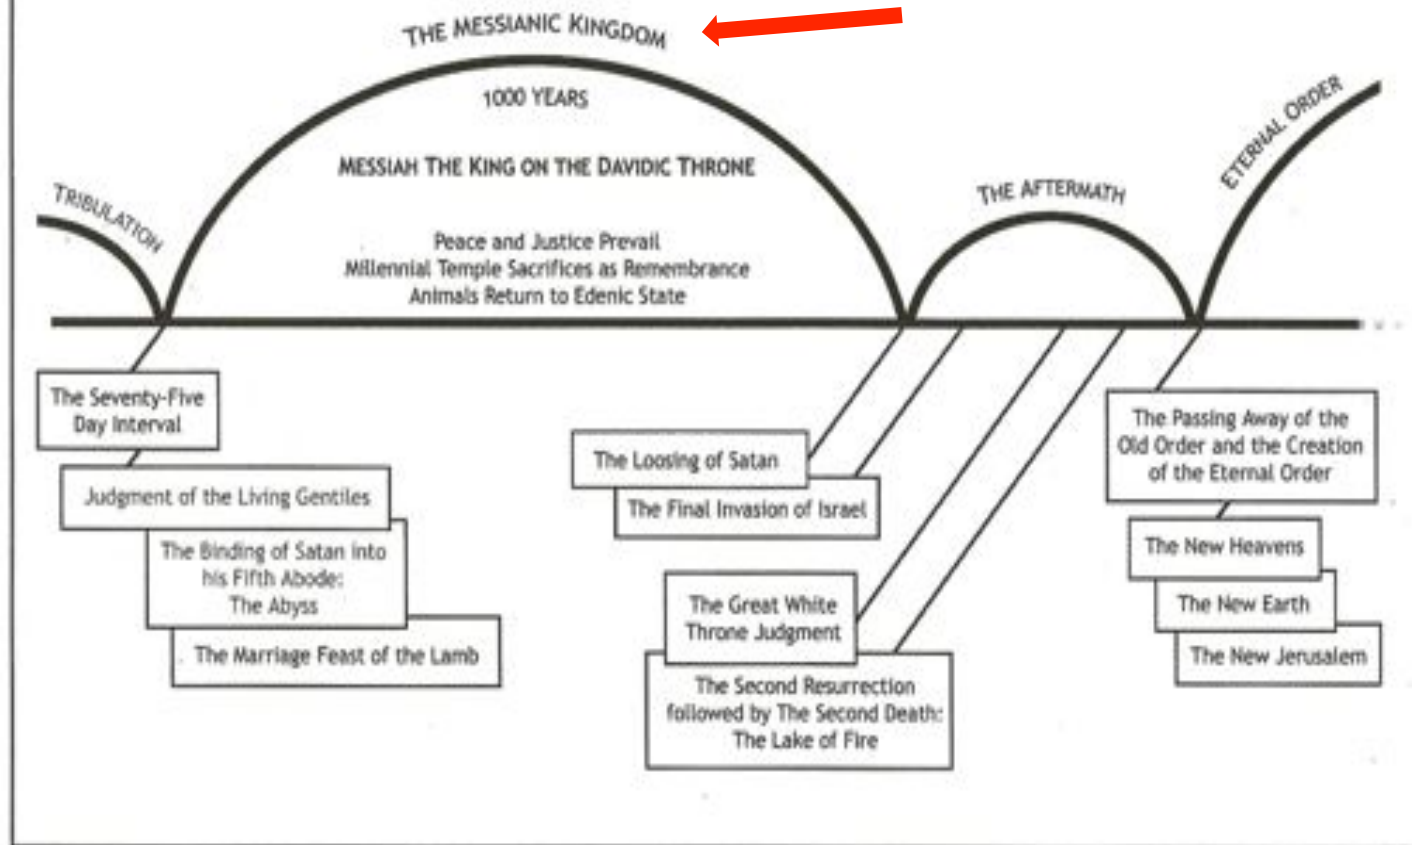 THE MESSIANIC KINGDOM
1000 YEARS
MESSIAH THE KING ON THE DAVIDIC THRONE
Peace and Justice Prevail
Millennial Temple Sacrifices as Remembrance
Animals Return to Edenic State
TRIBULATION
THE AFTERMATH
ETERNAL ORDER
The Seventy-Five
Day Interval
Judgment of the Living Gentiles
The Binding of Satan into
his Fifth Abode:
The Abyss
The Marriage Feast of the Lamb
The Loosing of Satan
The Final Invasion of Israel
The Great White
Throne Judgment
The Second Resurrection
followed by The Second Death:
The Lake of Fire
The Passing Away of the
Old Order and the Creation
of the Eternal Order
The New Heavens
The New Earth
The New Jerusalem